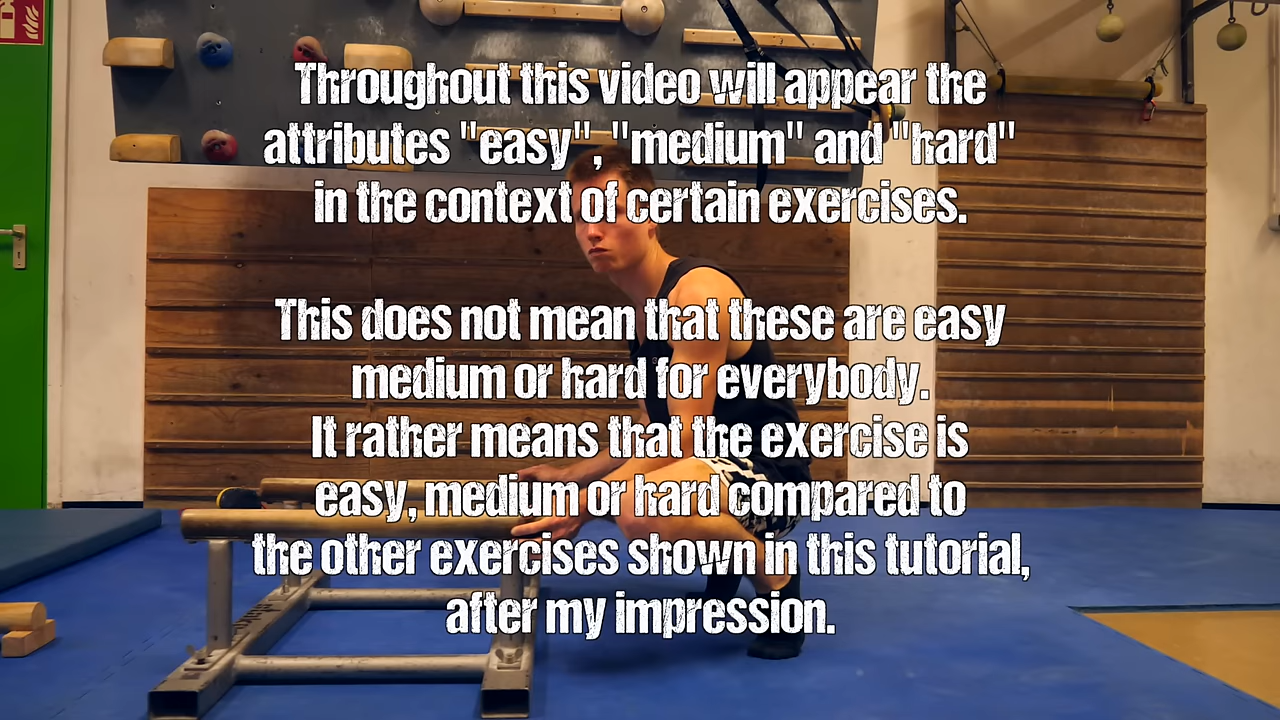 Throughout this video will appear the
attributes "easy", "medium" and "hard"
in the context of certain exercises.
This does not mean that these are easy
medium or hard for everybody.
It rather means that the exercise is
easy, medium or hard compared to
the other exercises shown in this tutorial,
after my impression.